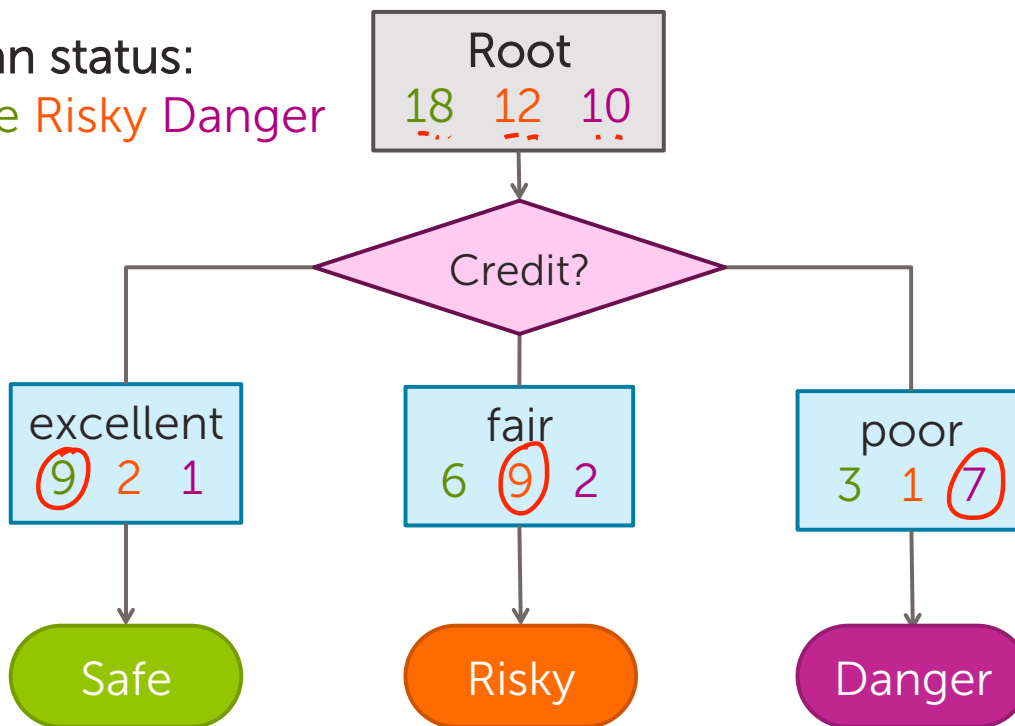 status:
Risky Danger
Root
18 12 10
Credit?
excellent
9 2 1
fair
6 9 2
poor
3 1 7
Safe
Risky
Danger